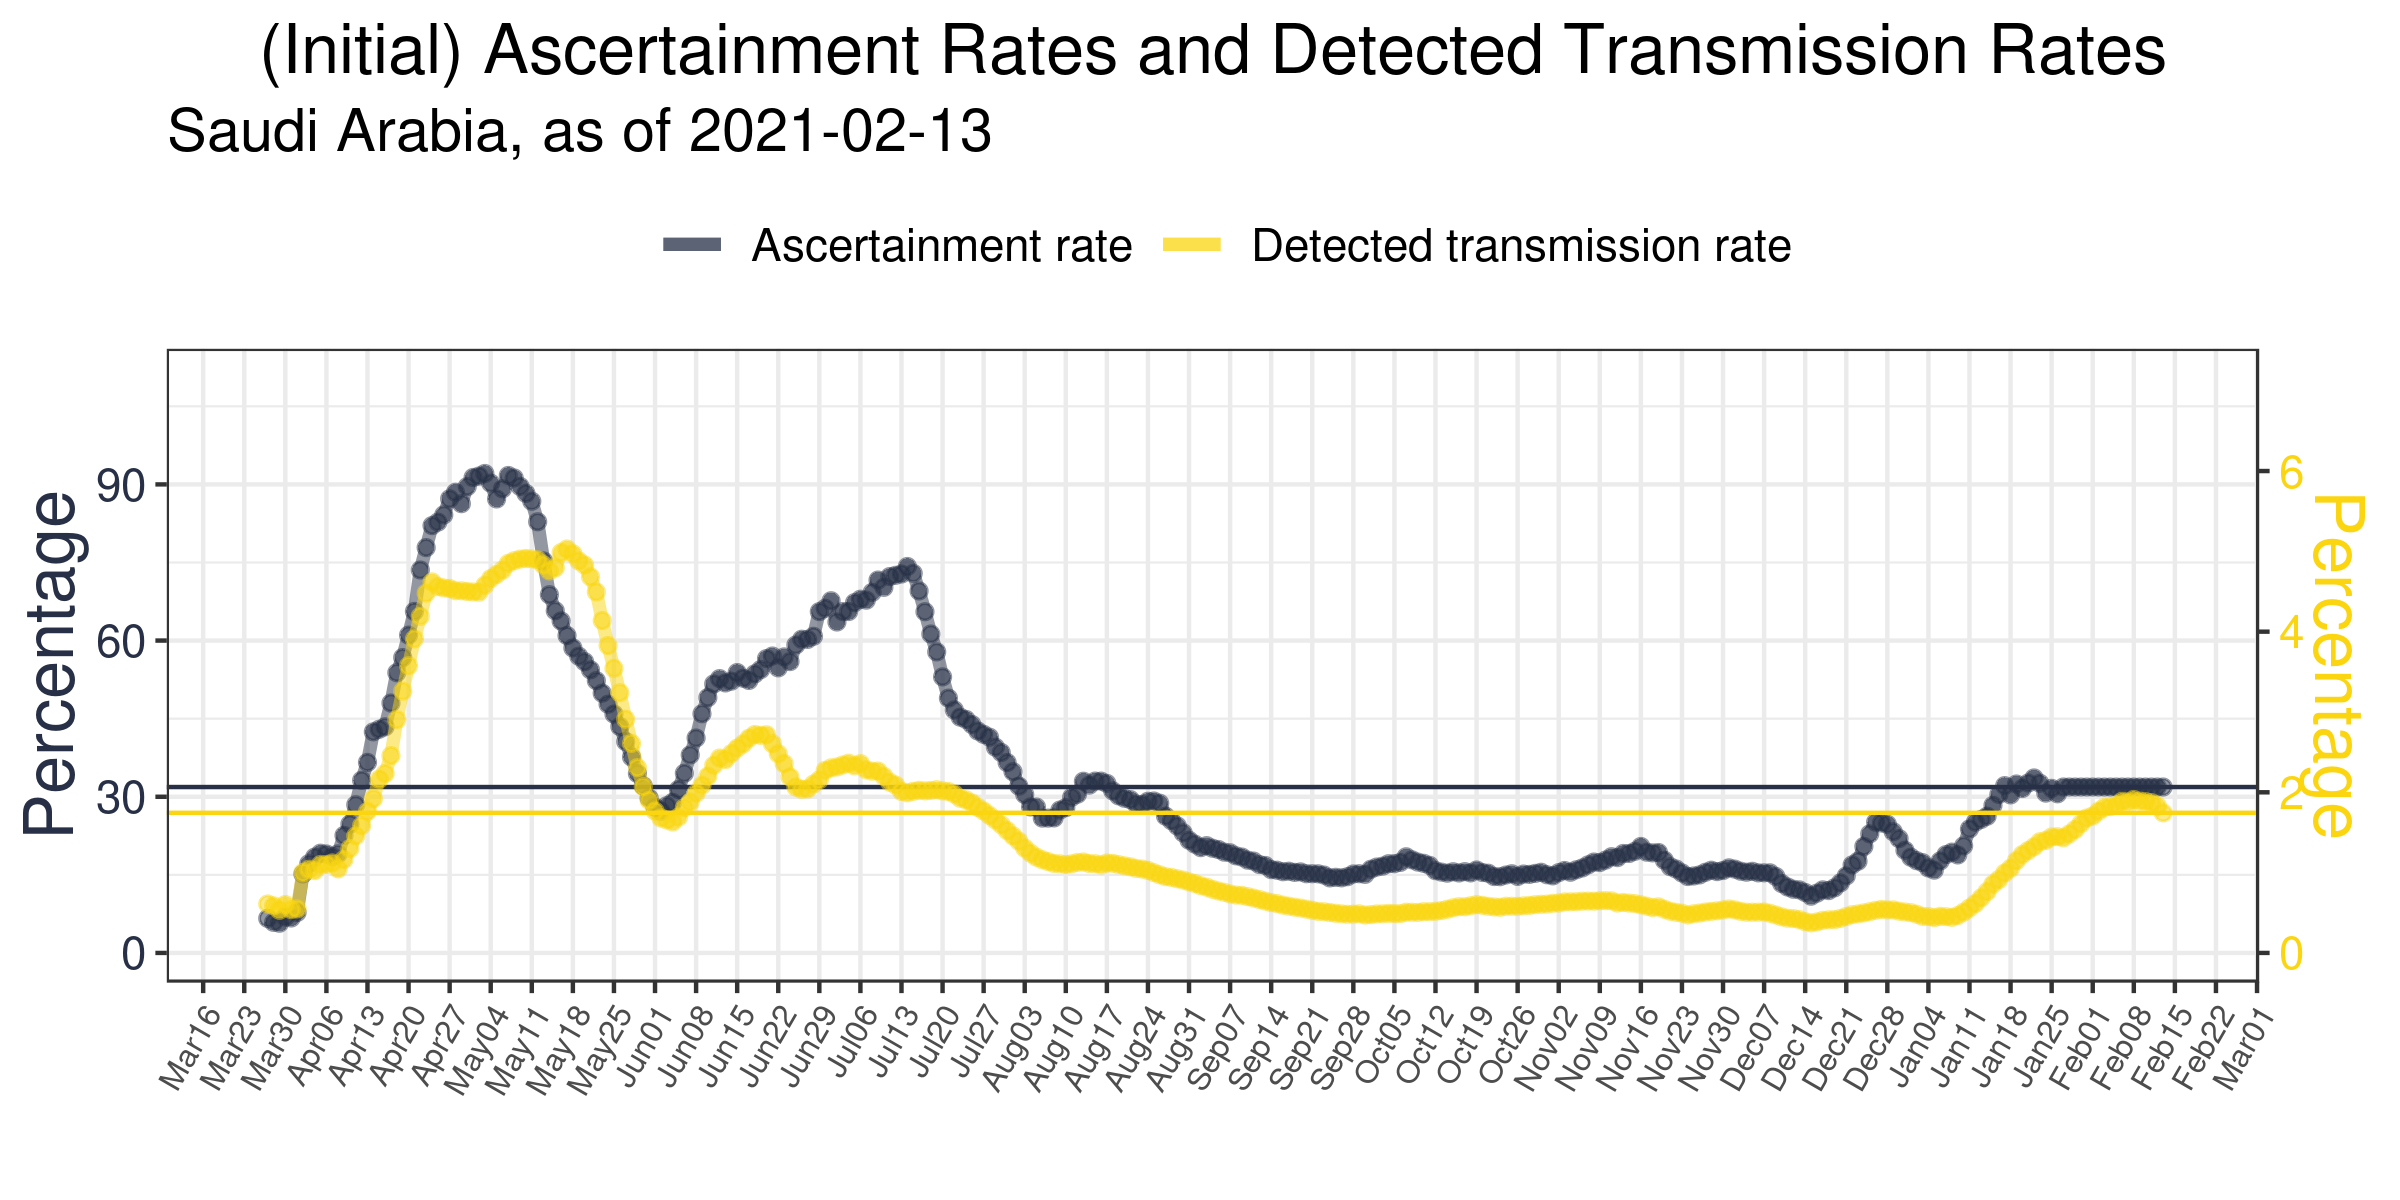 (Initial) Ascertainment Rates and Detected Transmission Rates
Saudi Arabia, as of 2021-02-13
Ascertainment rate
Detected transmission rate
Percentage
90
60
30
0
6
4
2
0
Percentage
Mar16
Mar23
Mar30
Apr06
Apr13
Apr20
Apr27
May04
May11
May18
May25
Jun01
Jun08
Jun15
Jun22
Jun29
Jul06
Jul13
Jul20
Jul27
Aug03
Aug10
Aug17
Aug24
Aug31
Sep07
Sep14
Sep21
Sep28
Oct05
Oct12
Oct19
Oct26
Nov02
Nov09
Nov16
Nov23
Nov30
Dec07
Dec14
Dec21
Dec28
Jan04
Jan11
Jan18
Jan25
Feb01
Feb08
Feb15
Feb22
Mar01